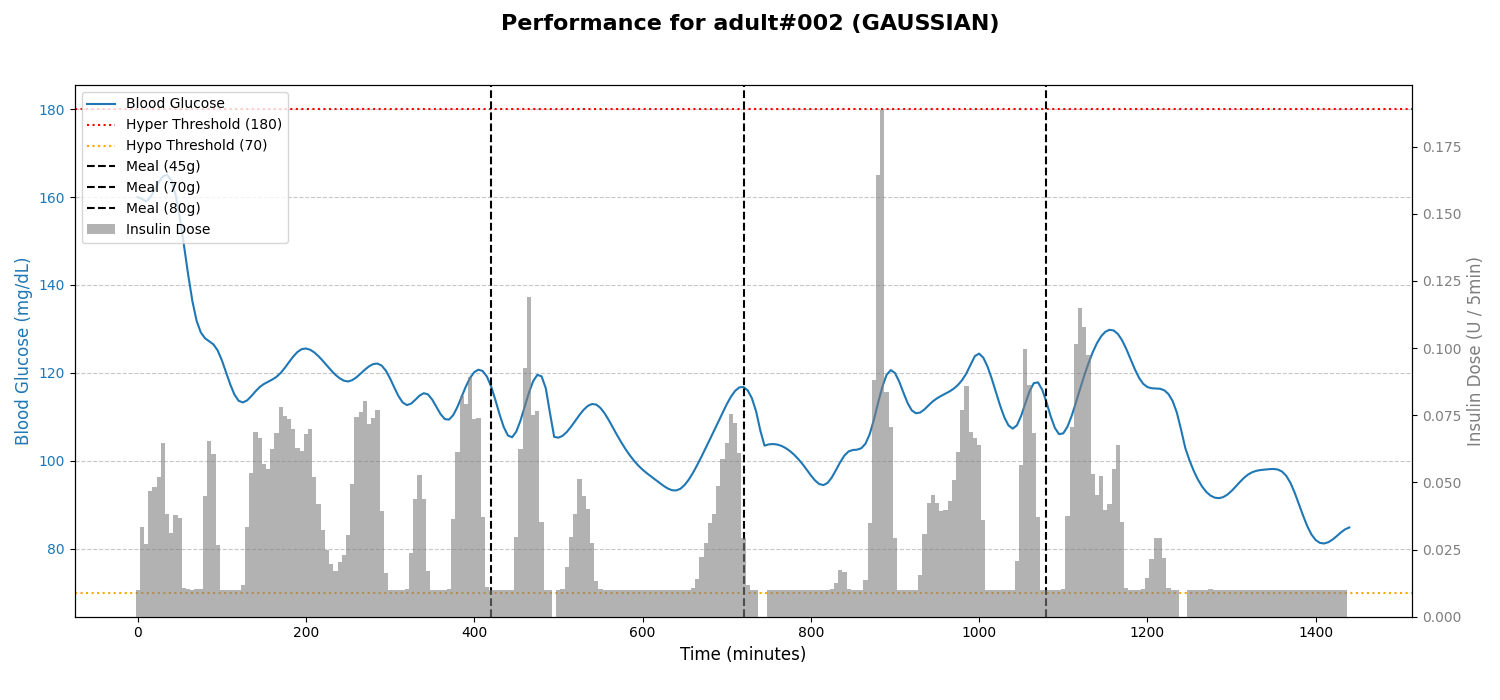 Performance for adult#002 (GAUSSIAN)
Blood Glucose
Hyper Threshold (180)
Hypo Threshold (70)
Meal (45g)
Meal (70g)
Meal (80g)
Insulin Dose
Blood Glucose (mg/dL)
180
160
140
120
100
80
Insulin Dose (U / 5min)
0.175
0.150
0.125
0.100
0.075
0.050
0.025
0.000
0 200 400 600 800 1000 1200 1400
Time (minutes)